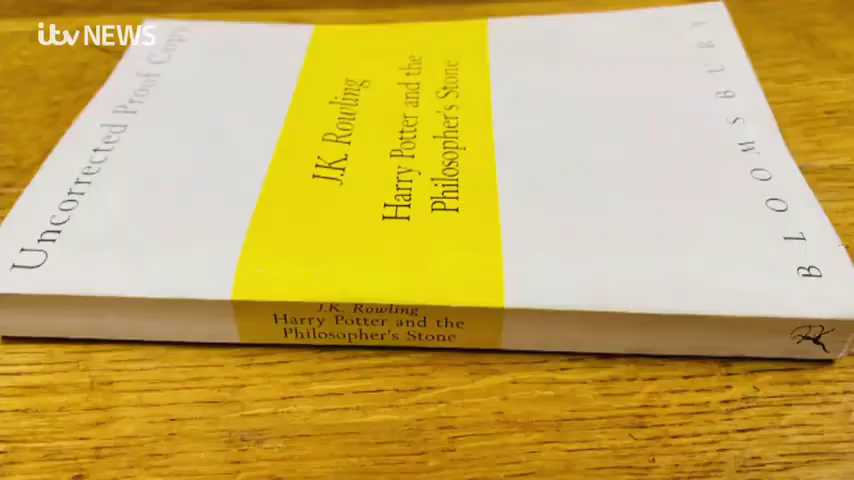 itv NEWS
Uncorrected Proof Copy
J.K. Rowling
Harry Potter and the
Philosopher's Stone
BLOOMSBURY
J.K. Rowling
Harry Potter and the
Philosopher's Stone